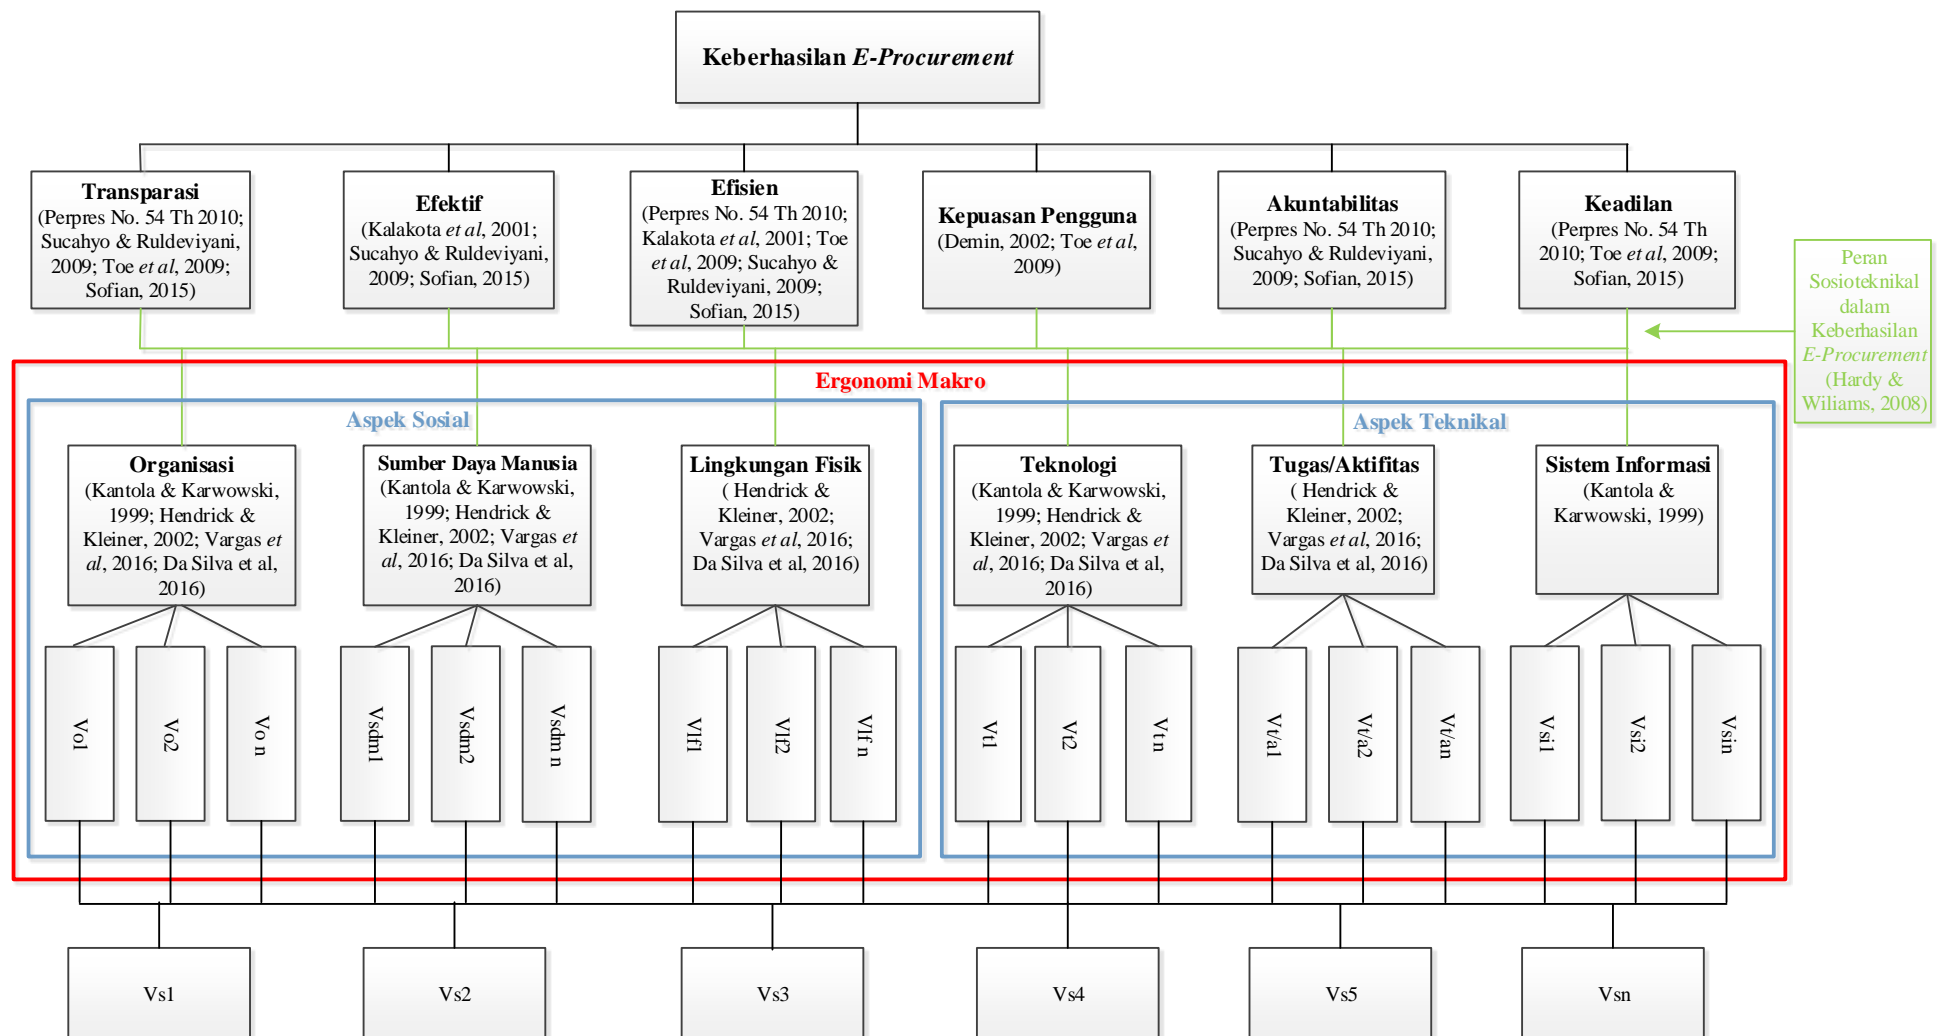 Keberhasilan E-Procurement
Transparasi
(Perpres No. 54 Th 2010;
Sucahyo & Ruldeviyani,
2009; Toe et al, 2009;
Sofian, 2015)
Efektif
(Kalakota et al, 2001;
Sucahyo & Ruldeviyani,
2009; Sofian, 2015)
Efisien
(Perpres No. 54 Th 2010;
Kalakota et al, 2001; Toe
et al, 2009; Sucahyo &
Ruldeviyani, 2009;
Sofian, 2015)
Kepuasan Pengguna
(Demin, 2002; Toe et al,
2009)
Akuntabilitas
(Perpres No. 54 Th 2010;
Sucahyo & Ruldeviyani,
2009; Sofian, 2015)
Keadilan
(Perpres No. 54 Th
2010; Toe et al, 2009;
Sofian, 2015)
Peran
Sosioteknikal
dalam
Keberhasilan
E-Procurement
(Hardy &
Wiliams, 2008)
Ergonomi Makro
Aspek Sosial
Aspek Teknikal
Organisasi
(Kantola & Karwowski,
1999; Hendrick &
Kleiner, 2002; Vargas et
al, 2016; Da Silva et al,
2016)
Sumber Daya Manusia
(Kantola & Karwowski,
1999; Hendrick &
Kleiner, 2002; Vargas et
al, 2016; Da Silva et al,
2016)
Lingkungan Fisik
( Hendrick &
Kleiner, 2002;
Vargas et al, 2016;
Da Silva et al, 2016)
Teknologi
(Kantola & Karwowski,
1999; Hendrick &
Kleiner, 2002; Vargas et
al, 2016; Da Silva et al,
2016)
Tugas/Aktifitas
( Hendrick &
Kleiner, 2002;
Vargas et al, 2016;
Da Silva et al, 2016)
Sistem Informasi
(Kantola &
Karwowski, 1999)
Vo1
Vo2
Vo n
Vsdm1
Vsdm2
Vsdm n
Vlf1
Vlf2
Vlf n
Vt1
Vt2
Vt n
Vt/a1
Vt/a2
Vt/an
Vsi1
Vsi2
Vsin
Vs1
Vs2
Vs3
Vs4
Vs5
Vsn